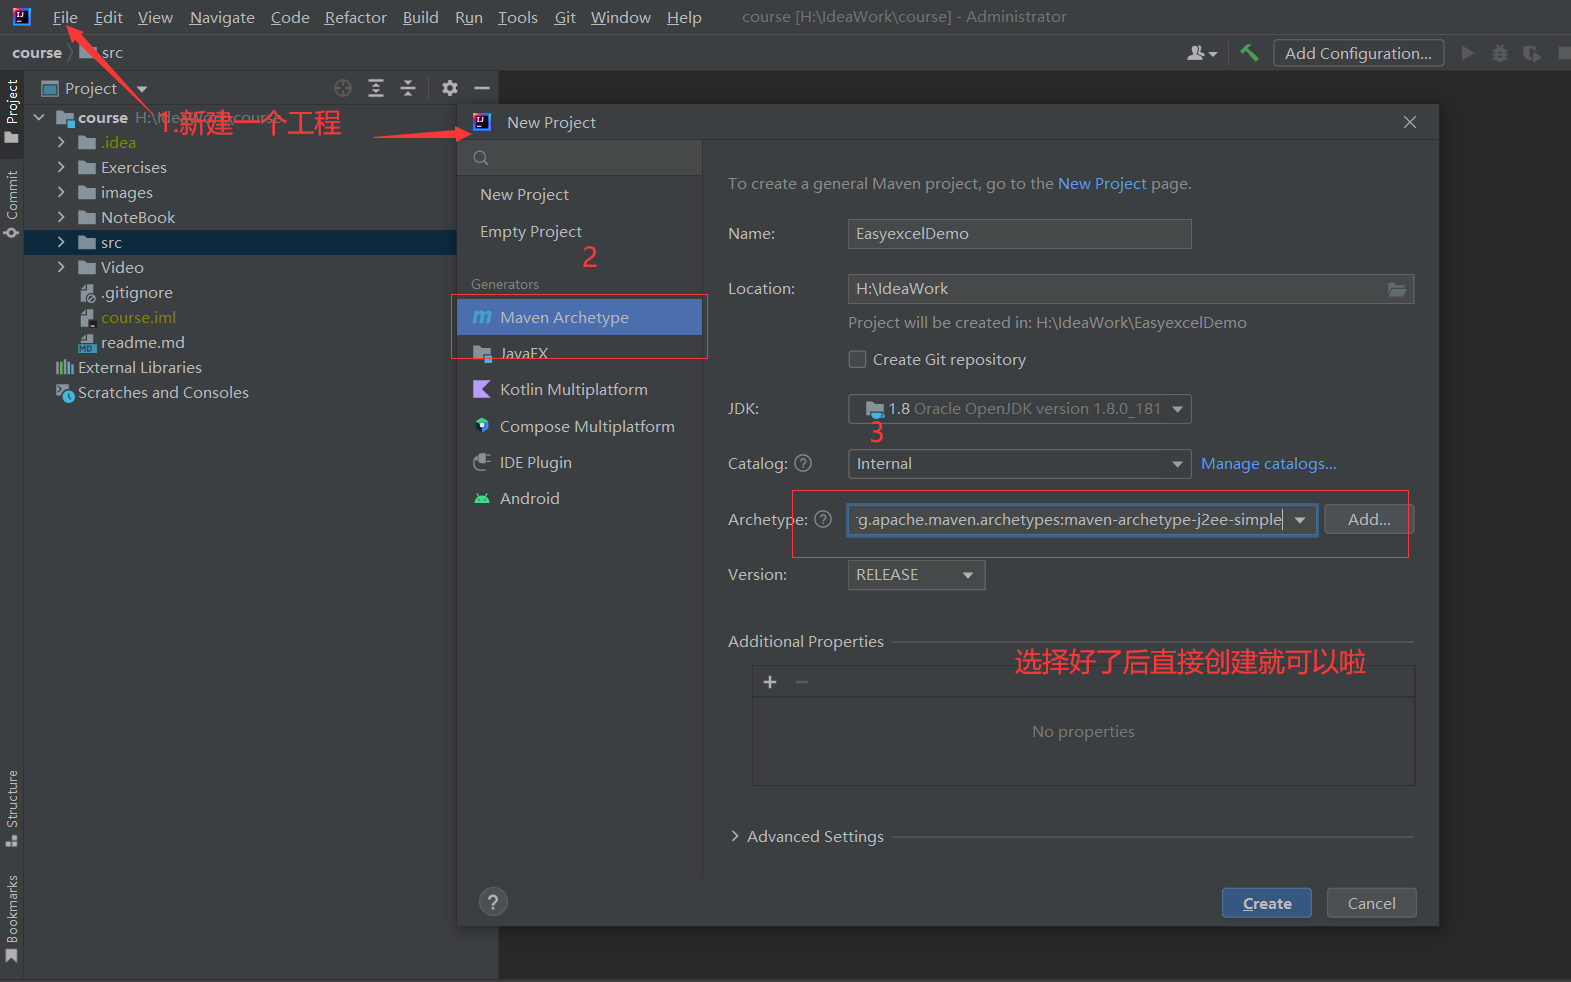 File Edit View Navigate Code Refactor Build Run Tools Git Window Help course [H:\IdeaWork\course] - Administrator
course src
Add Configuration...
Project
Project
course H:\IdeaWork\course
1.新建一个工程
.idea
Exercises
images
NoteBook
src
Video
.gitignore
course.iml
readme.md
External Libraries
Scratches and Consoles
Commit
Structure
Bookmarks
New Project
New Project
Empty Project
2
Generators
Maven Archetype
JavaFX
Kotlin Multiplatform
Compose Multiplatform
IDE Plugin
Android
To create a general Maven project, go to the New Project page.
Name: EasyexcelDemo
Location: H:\IdeaWork
Project will be created in: H:\IdeaWork\EasyexcelDemo
Create Git repository
JDK: 1.8 Oracle OpenJDK version 1.8.0_181
3
Catalog: ? Internal Manage catalogs...
Archetype: ? g.apache.maven.archetypes:maven-archetype-j2ee-simple Add...
Version: RELEASE
Additional Properties
选择好了后直接创建就可以啦
No properties
Advanced Settings
? Create Cancel